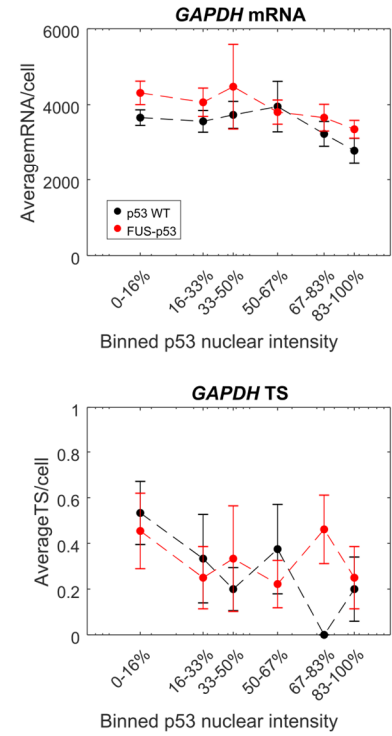 GAPDH mRNA
6000
4000
2000
0
AveragemRNA/cell
p53 WT
FUS-p53
0-16%
16-33%
33-50%
50-67%
67-83%
83-100%
Binned p53 nuclear intensity
GAPDH TS
1
0.8
0.6
0.4
0.2
0
AverageTS/cell
0-16%
16-33%
33-50%
50-67%
67-83%
83-100%
Binned p53 nuclear intensity